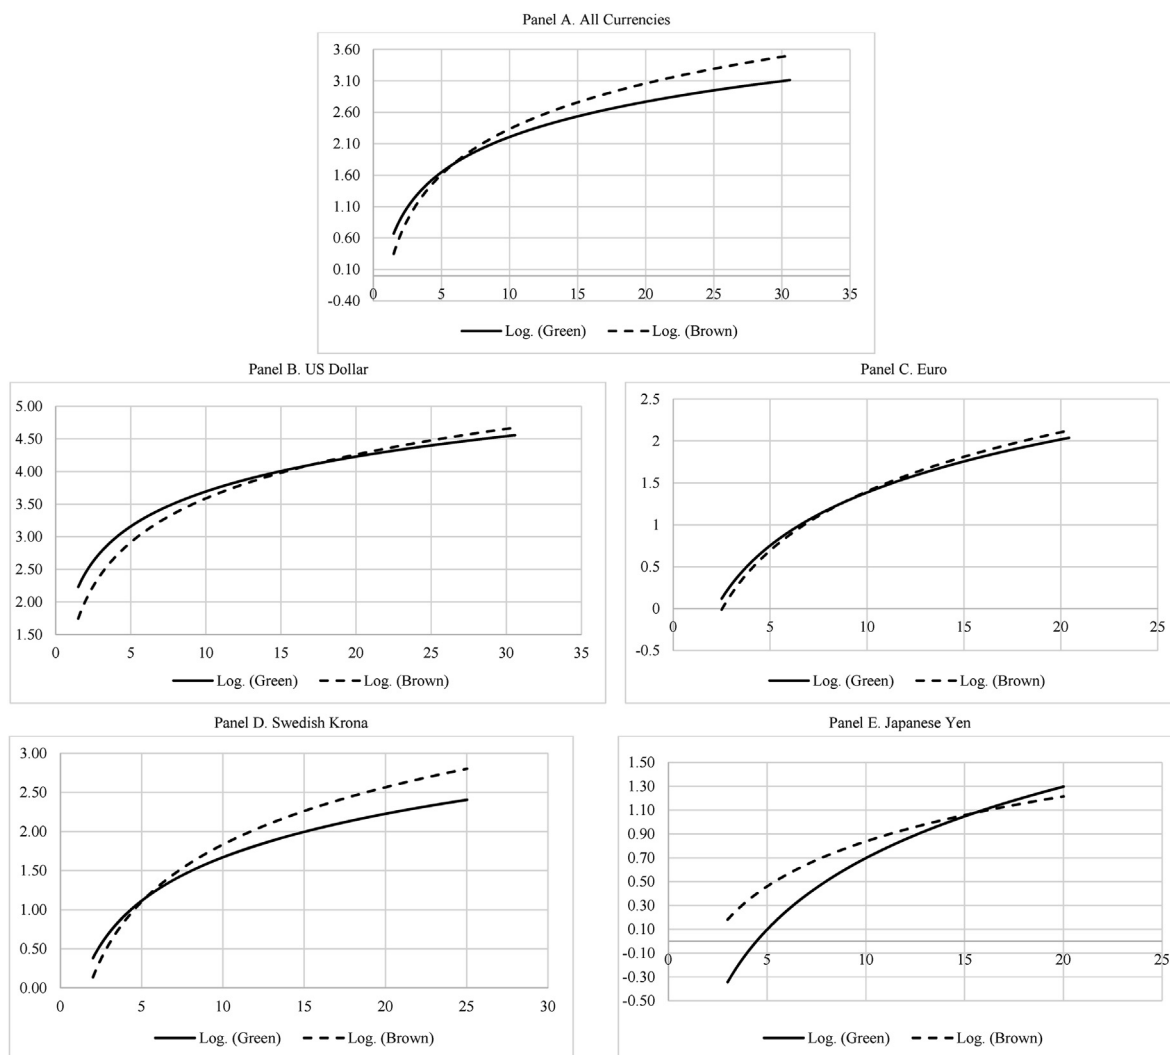 Panel A. All Currencies
3.60
3.10
2.60
2.10
1.60
1.10
0.60
0.10
-0.40
0 5 10 15 20 25 30 35
Log. (Green) Log. (Brown)
Panel B. US Dollar
5.00
4.50
4.00
3.50
3.00
2.50
2.00
1.50
0 5 10 15 20 25 30 35
Log. (Green) Log. (Brown)
Panel C. Euro
2.5
2
1.5
1
0.5
0
-0.5
0 5 10 15 20 25
Log. (Green) Log. (Brown)
Panel D. Swedish Krona
3.00
2.50
2.00
1.50
1.00
0.50
0.00
0 5 10 15 20 25 30
Log. (Green) Log. (Brown)
Panel E. Japanese Yen
1.50
1.30
1.10
0.90
0.70
0.50
0.30
0.10
-0.10
-0.30
-0.50
0 5 10 15 20 25
Log. (Green) Log. (Brown)